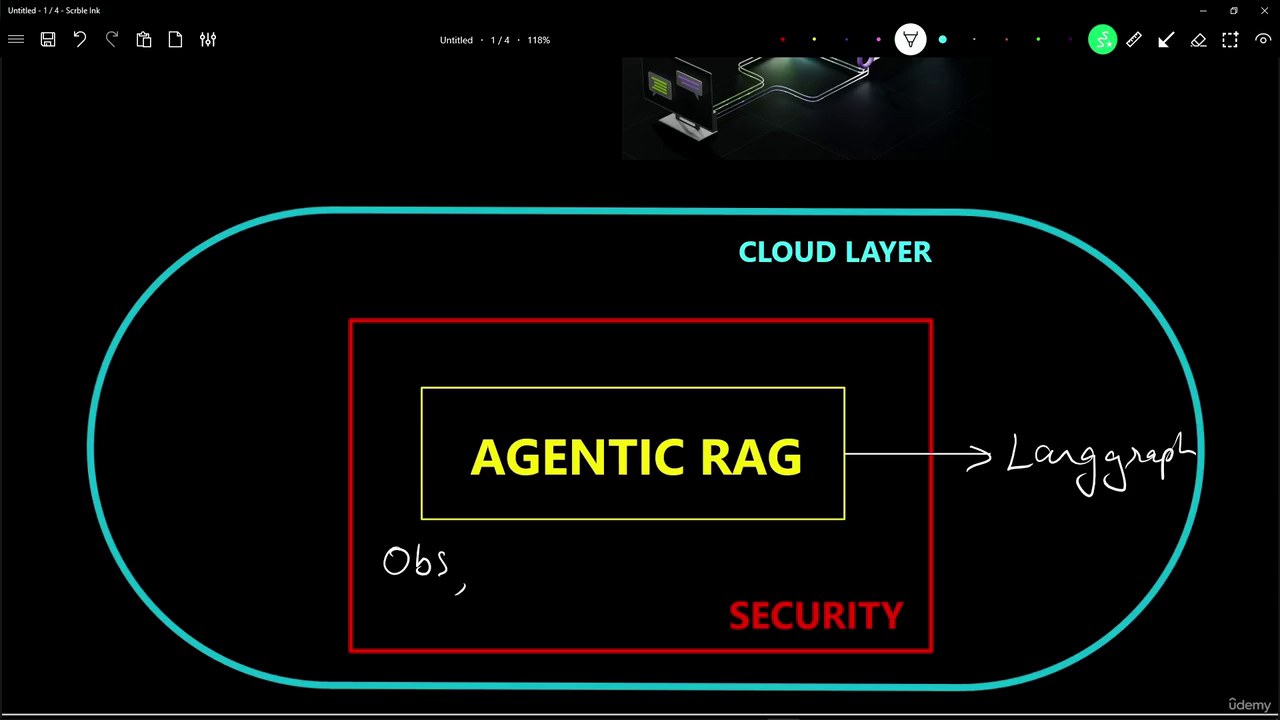 Untitled - 1 / 4 - Scrble Ink
Untitled · 1 / 4 · 118%
CLOUD LAYER
AGENTIC RAG
Langgraph
Obs,
SECURITY
ûdemy